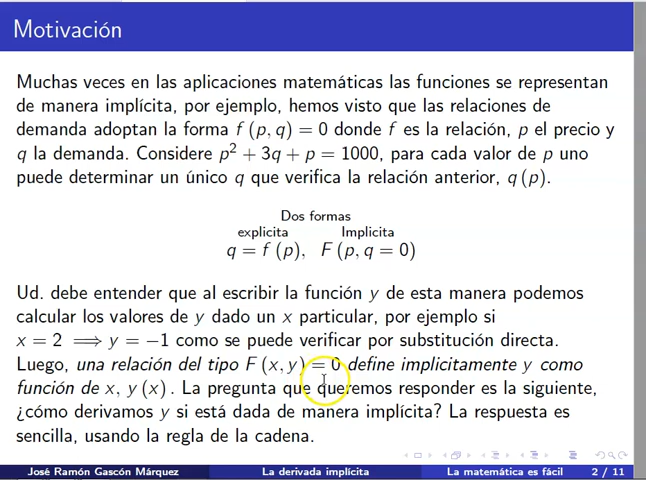 Motivación
Muchas veces en las aplicaciones matemáticas las funciones se representan
de manera implícita, por ejemplo, hemos visto que las relaciones de
demanda adoptan la forma f (p, q) = 0 donde f es la relación, p el precio y
q la demanda. Considere p² + 3q + p = 1000, para cada valor de p uno
puede determinar un único q que verifica la relación anterior, q (p).
Dos formas
explicita Implicita
q = f (p), F (p, q = 0)
Ud. debe entender que al escribir la función y de esta manera podemos
calcular los valores de y dado un x particular, por ejemplo si
x = 2 ⟹ y = −1 como se puede verificar por substitución directa.
Luego, una relación del tipo F (x, y) = 0 define implicitamente y como
función de x, y (x) . La pregunta que queremos responder es la siguiente,
¿cómo derivamos y si está dada de manera implícita? La respuesta es
sencilla, usando la regla de la cadena.
José Ramón Gascón Márquez La derivada implícita La matemática es fácil 2 / 11